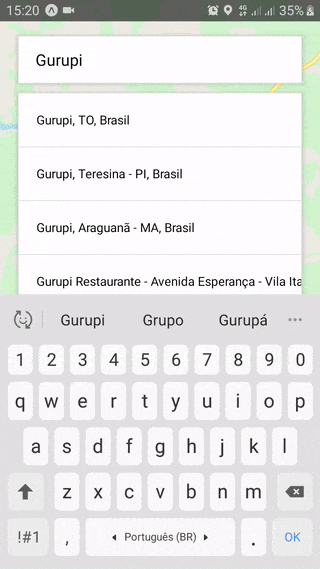 15:20 4G 35%
Gurupi
Gurupi, TO, Brasil
Gurupi, Teresina - PI, Brasil
Gurupi, Araguanã - MA, Brasil
Gurupi Restaurante - Avenida Esperança - Vila Ita
Gurupi Grupo Gurupá ...
1 2 3 4 5 6 7 8 9 0
q w e r t y u i o p
a s d f g h j k l
z x c v b n m
!#1 , Português (BR) . OK